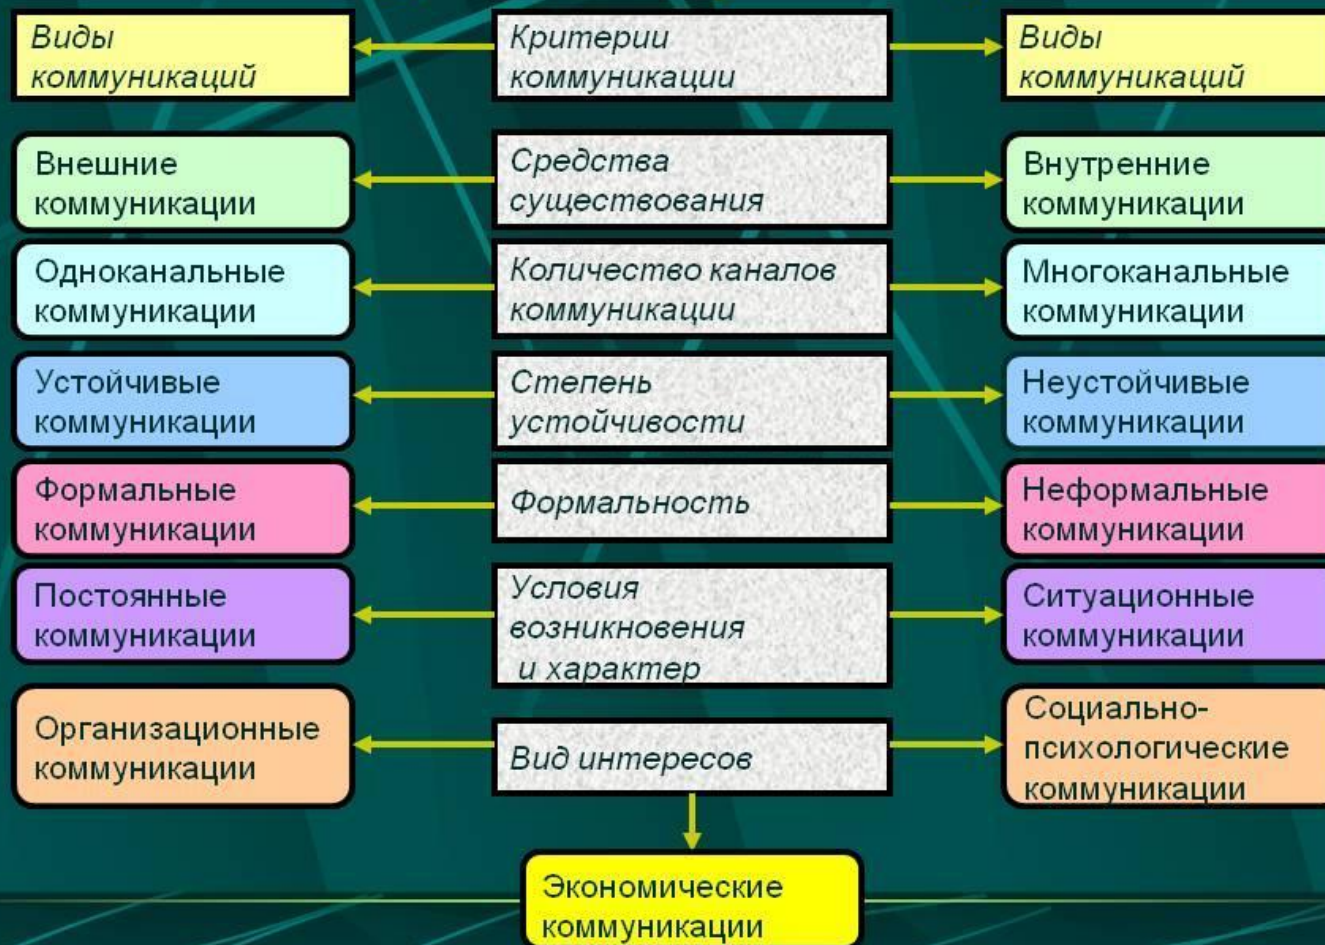 Виды
коммуникаций
Критерии
коммуникации
Виды
коммуникаций
Внешние
коммуникации
Средства
существования
Внутренние
коммуникации
Одноканальные
коммуникации
Количество каналов
коммуникации
Многоканальные
коммуникации
Устойчивые
коммуникации
Степень
устойчивости
Неустойчивые
коммуникации
Формальные
коммуникации
Формальность
Неформальные
коммуникации
Постоянные
коммуникации
Условия
возникновения
и характер
Ситуационные
коммуникации
Организационные
коммуникации
Вид интересов
Социально-
психологические
коммуникации
Экономические
коммуникации